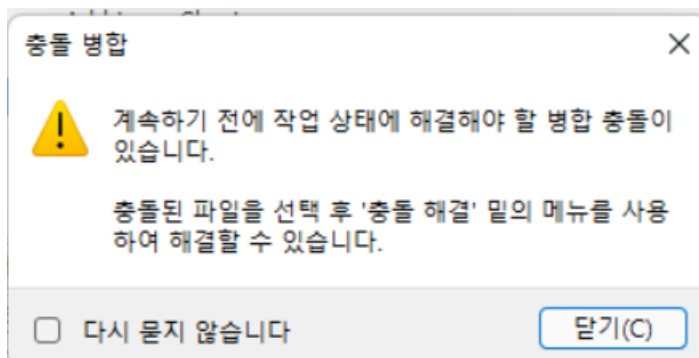 충돌 병합
계속하기 전에 작업 상태에 해결해야 할 병합 충돌이
있습니다.
충돌된 파일을 선택 후 '충돌 해결' 밑의 메뉴를 사용
하여 해결할 수 있습니다.
다시 묻지 않습니다
닫기(C)